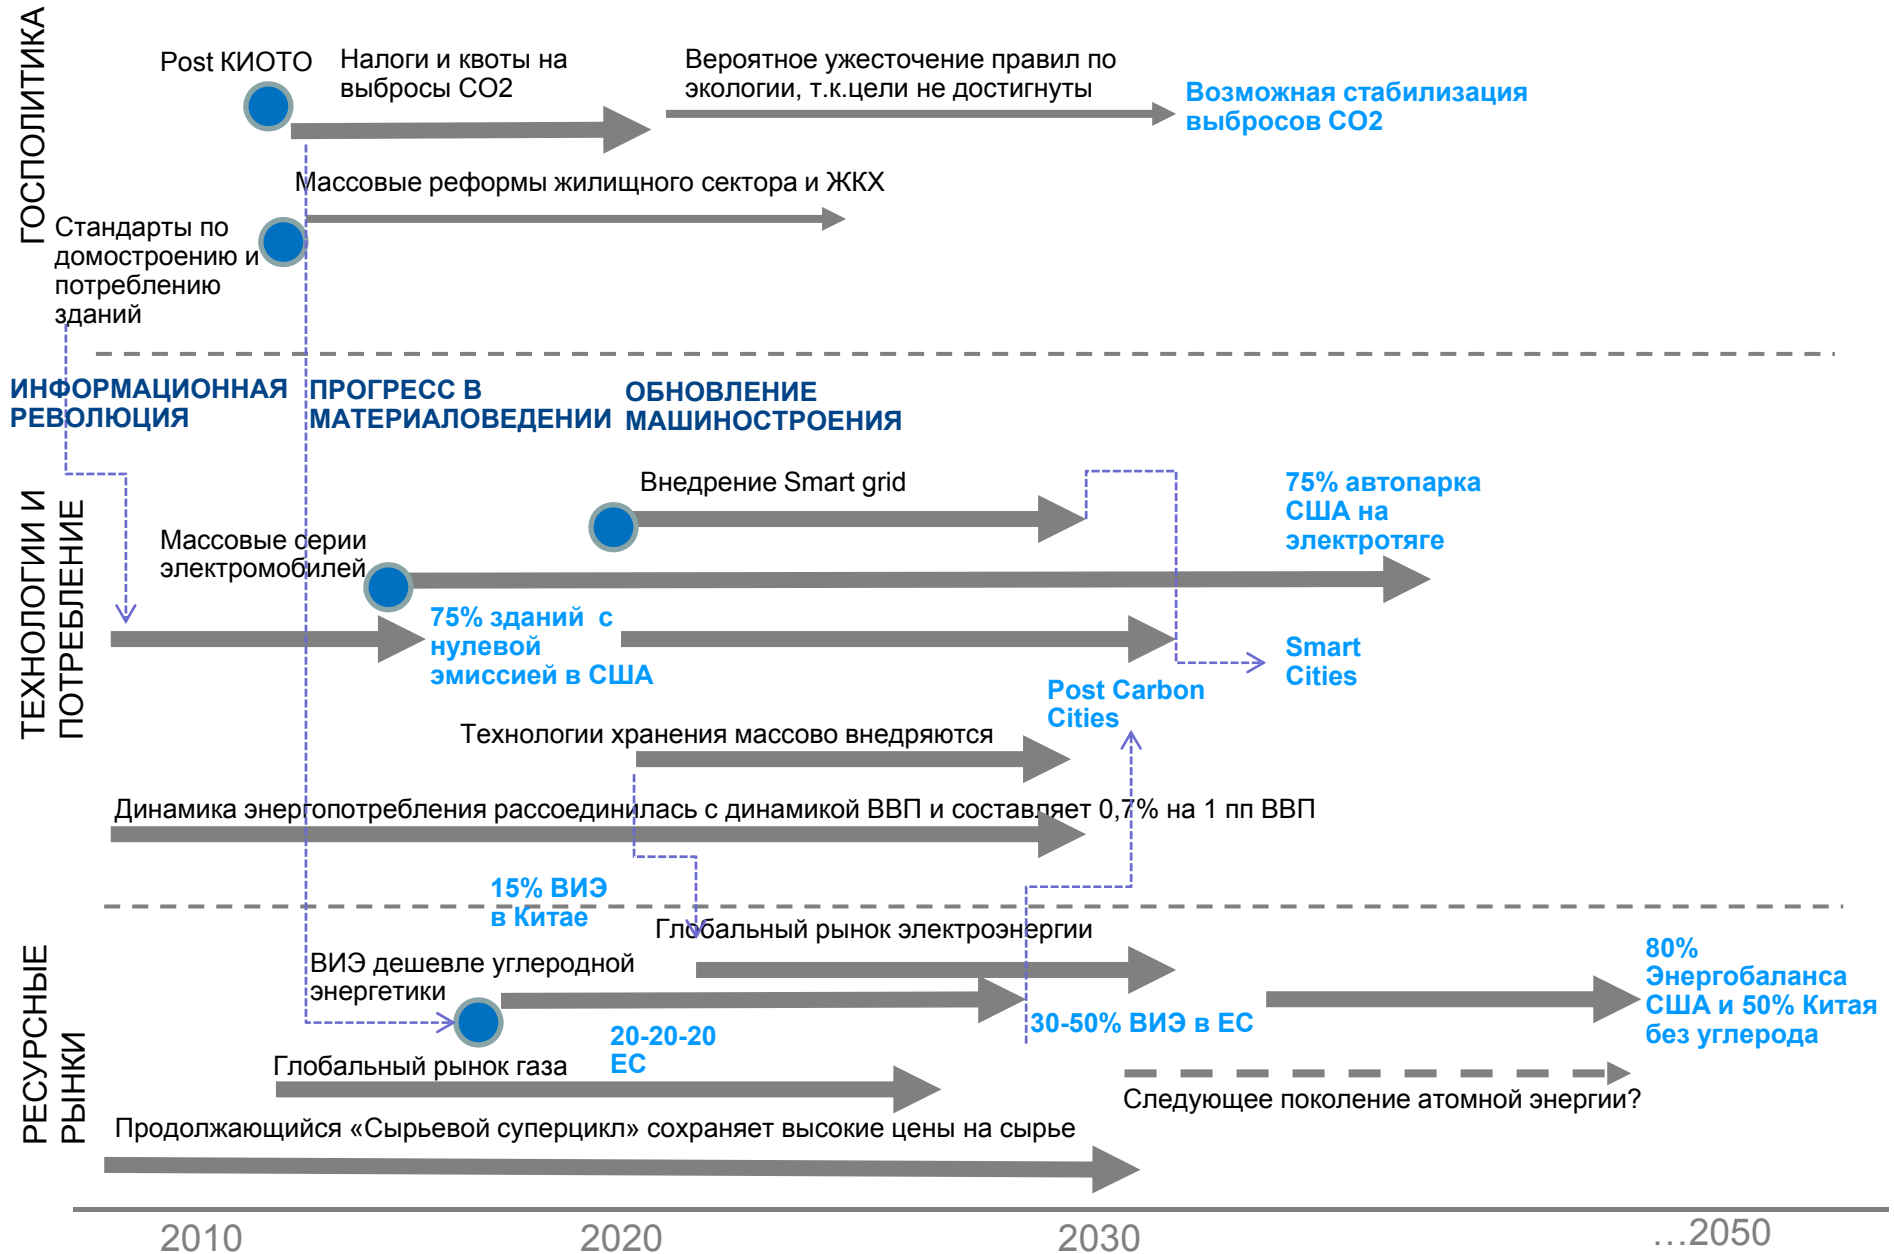 ГОСПОЛИТИКА
Post КИОТО
Налоги и квоты на
выбросы СО2
Вероятное ужесточение правил по
экологии, т.к.цели не достигнуты
Возможная стабилизация
выбросов СО2
Массовые реформы жилищного сектора и ЖКХ
Стандарты по
домостроению и
потреблению
зданий
ИНФОРМАЦИОННАЯ
РЕВОЛЮЦИЯ
ПРОГРЕСС В
МАТЕРИАЛОВЕДЕНИИ
ОБНОВЛЕНИЕ
МАШИНОСТРОЕНИЯ
ТЕХНОЛОГИИ И
ПОТРЕБЛЕНИЕ
Внедрение Smart grid
75% автопарка
США на
электротяге
Массовые серии
электромобилей
75% зданий с
нулевой
эмиссией в США
Smart
Cities
Post Carbon
Cities
Технологии хранения массово внедряются
Динамика энергопотребления рассоединилась с динамикой ВВП и составляет 0,7% на 1 пп ВВП
15% ВИЭ
в Китае
РЕСУРСНЫЕ
РЫНКИ
Глобальный рынок электроэнергии
ВИЭ дешевле углеродной
энергетики
80%
Энергобаланса
США и 50% Китая
без углерода
20-20-20
ЕС
30-50% ВИЭ в ЕС
Глобальный рынок газа
Следующее поколение атомной энергии?
Продолжающийся «Сырьевой суперцикл» сохраняет высокие цены на сырье
2010
2020
2030
…2050